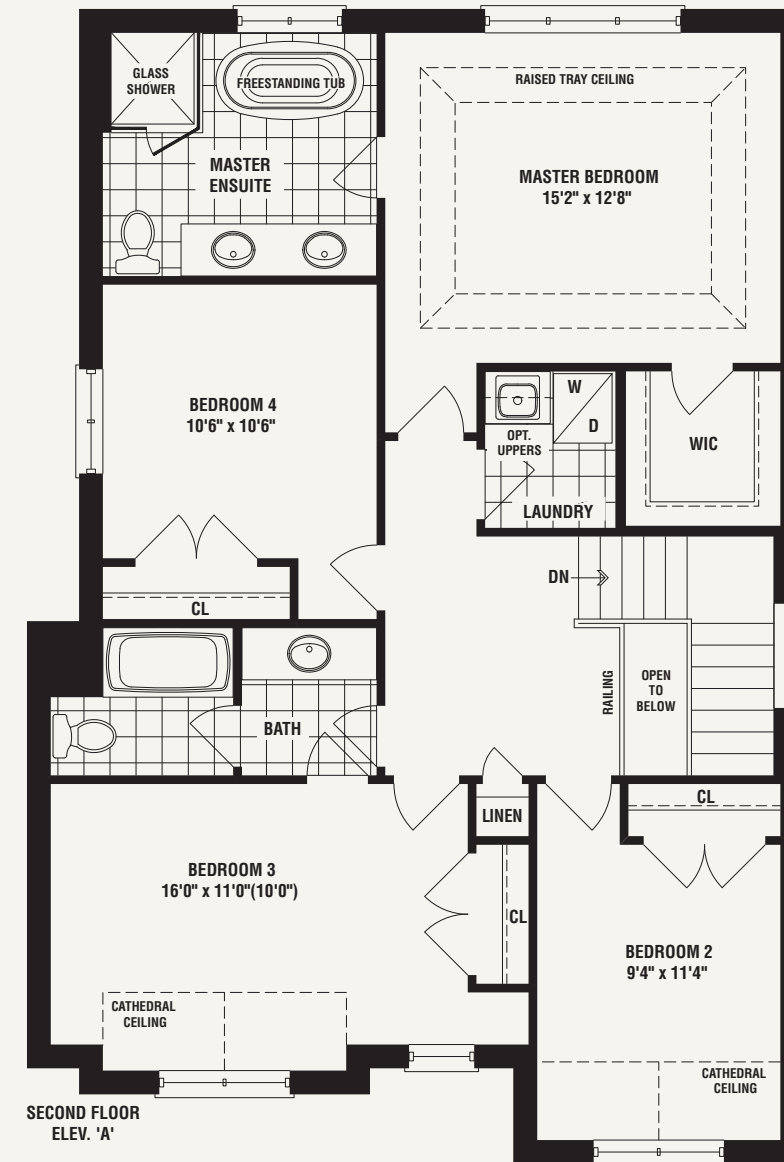 GLASS
SHOWER
FREESTANDING TUB
RAISED TRAY CEILING
MASTER
ENSUITE
MASTER BEDROOM
15'2" x 12'8"
BEDROOM 4
10'6" x 10'6"
W
D
OPT.
UPPERS
WIC
LAUNDRY
DN
CL
RAILING
OPEN
TO
BELOW
BATH
CL
LINEN
BEDROOM 3
16'0" x 11'0"(10'0")
CL
BEDROOM 2
9'4" x 11'4"
CATHEDRAL
CEILING
CATHEDRAL
CEILING
SECOND FLOOR
ELEV. 'A'